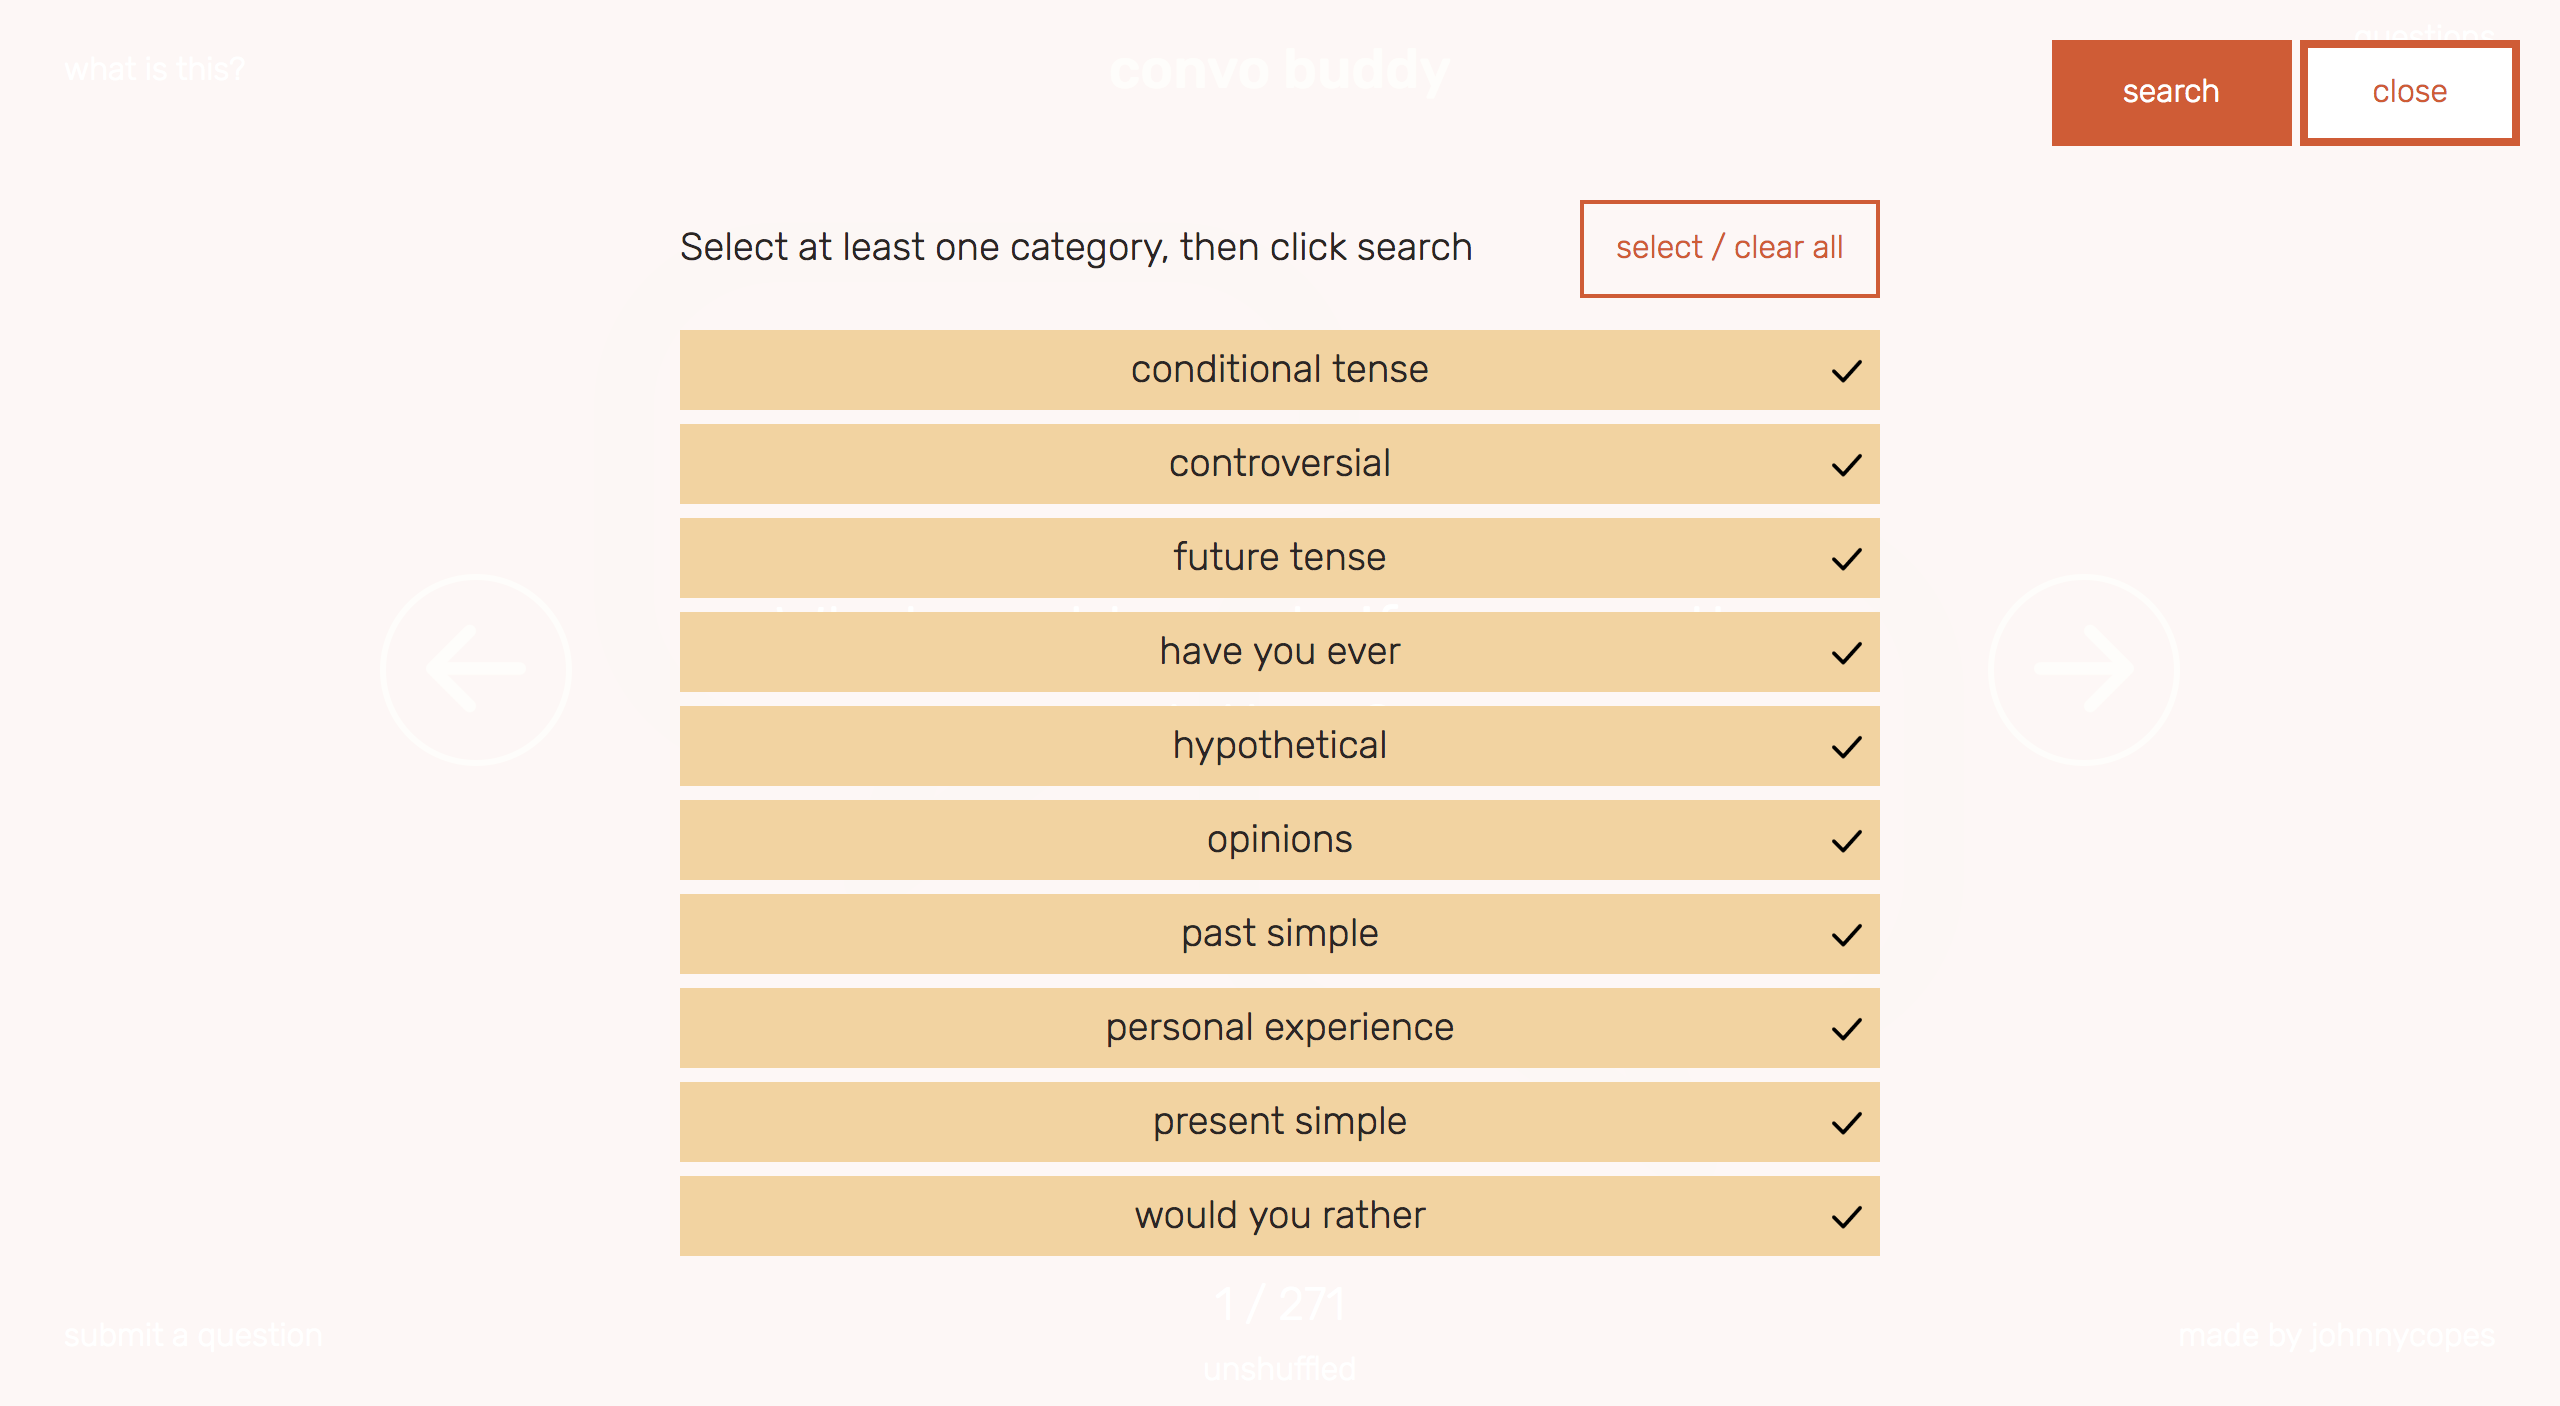 what is this?
convo buddy
questions
search
close
Select at least one category, then click search
select / clear all
conditional tense
controversial
future tense
have you ever
hypothetical
opinions
past simple
personal experience
present simple
would you rather
1 / 271
unshuffled
submit a question
made by johnnycopes